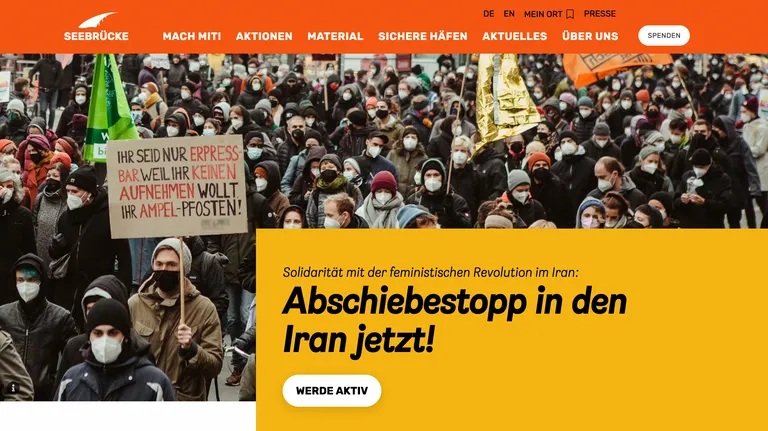 DE EN MEIN ORT PRESSE
SEEBRÜCKE MACH MIT! AKTIONEN MATERIAL SICHERE HÄFEN AKTUELLES ÜBER UNS SPENDEN
IHR SEID NUR ERPRESS
BAR, WEIL IHR KEINEN
AUFNEHMEN WOLLT
IHR AMPEL-PFOSTEN!
Solidarität mit der feministischen Revolution im Iran:
Abschiebestopp in den
Iran jetzt!
WERDE AKTIV